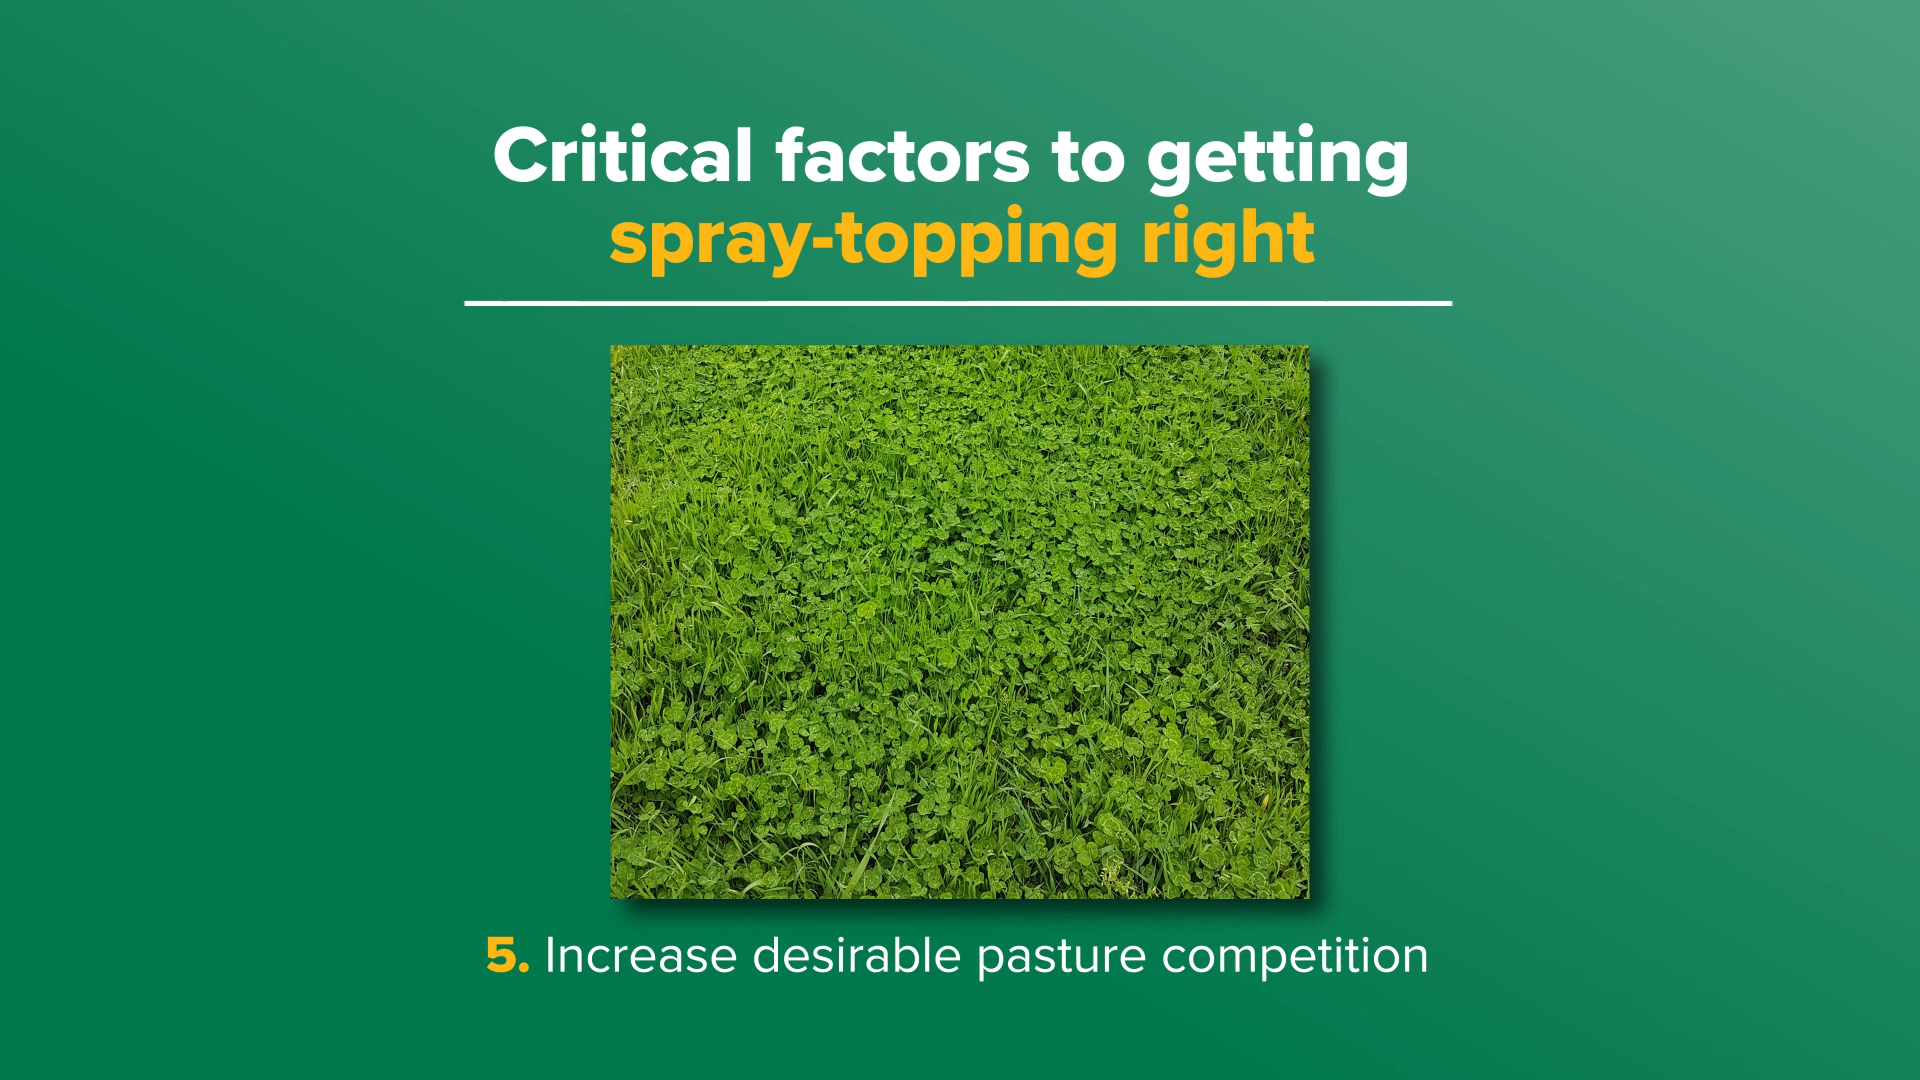 Critical factors to getting
spray-topping right
5. Increase desirable pasture competition